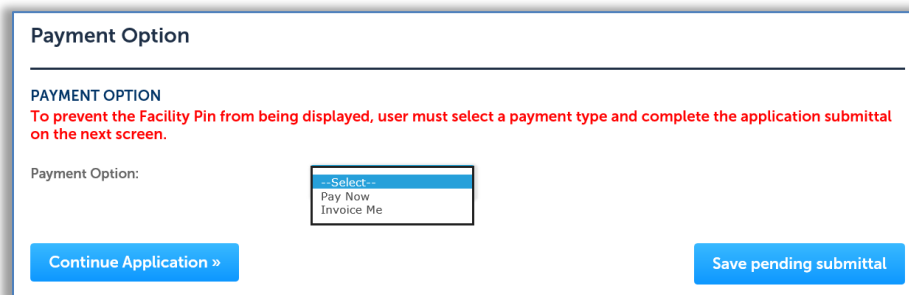 Payment Option
PAYMENT OPTION
To prevent the Facility Pin from being displayed, user must select a payment type and complete the application submittal
on the next screen.
Payment Option:
--Select--
Pay Now
Invoice Me
Continue Application »
Save pending submittal